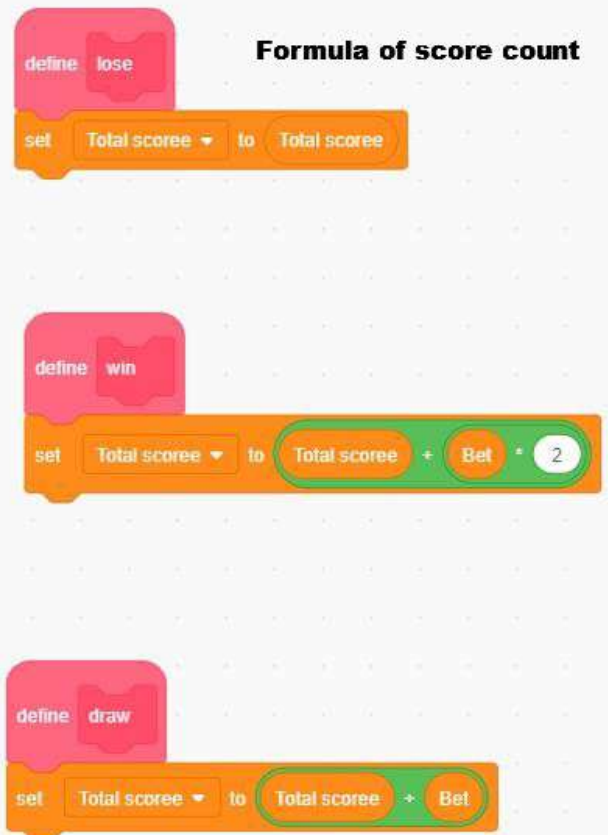 Formula of score count
define lose
set Total scoree to Total scoree
define win
set Total scoree to Total scoree + Bet * 2
define draw
set Total scoree to Total scoree + Bet